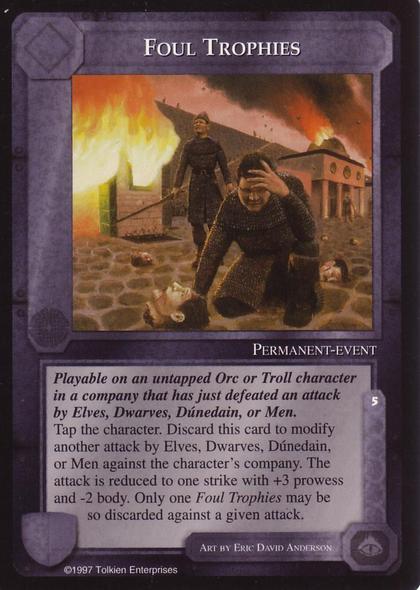 Foul Trophies
Permanent-event
Playable on an untapped Orc or Troll character
in a company that has just defeated an attack
by Elves, Dwarves, Dúnedain, or Men.
Tap the character. Discard this card to modify
another attack by Elves, Dwarves, Dúnedain,
or Men against the character's company. The
attack is reduced to one strike with +3 prowess
and -2 body. Only one Foul Trophies may be
so discarded against a given attack.
5
Art by Eric David Anderson
©1997 Tolkien Enterprises